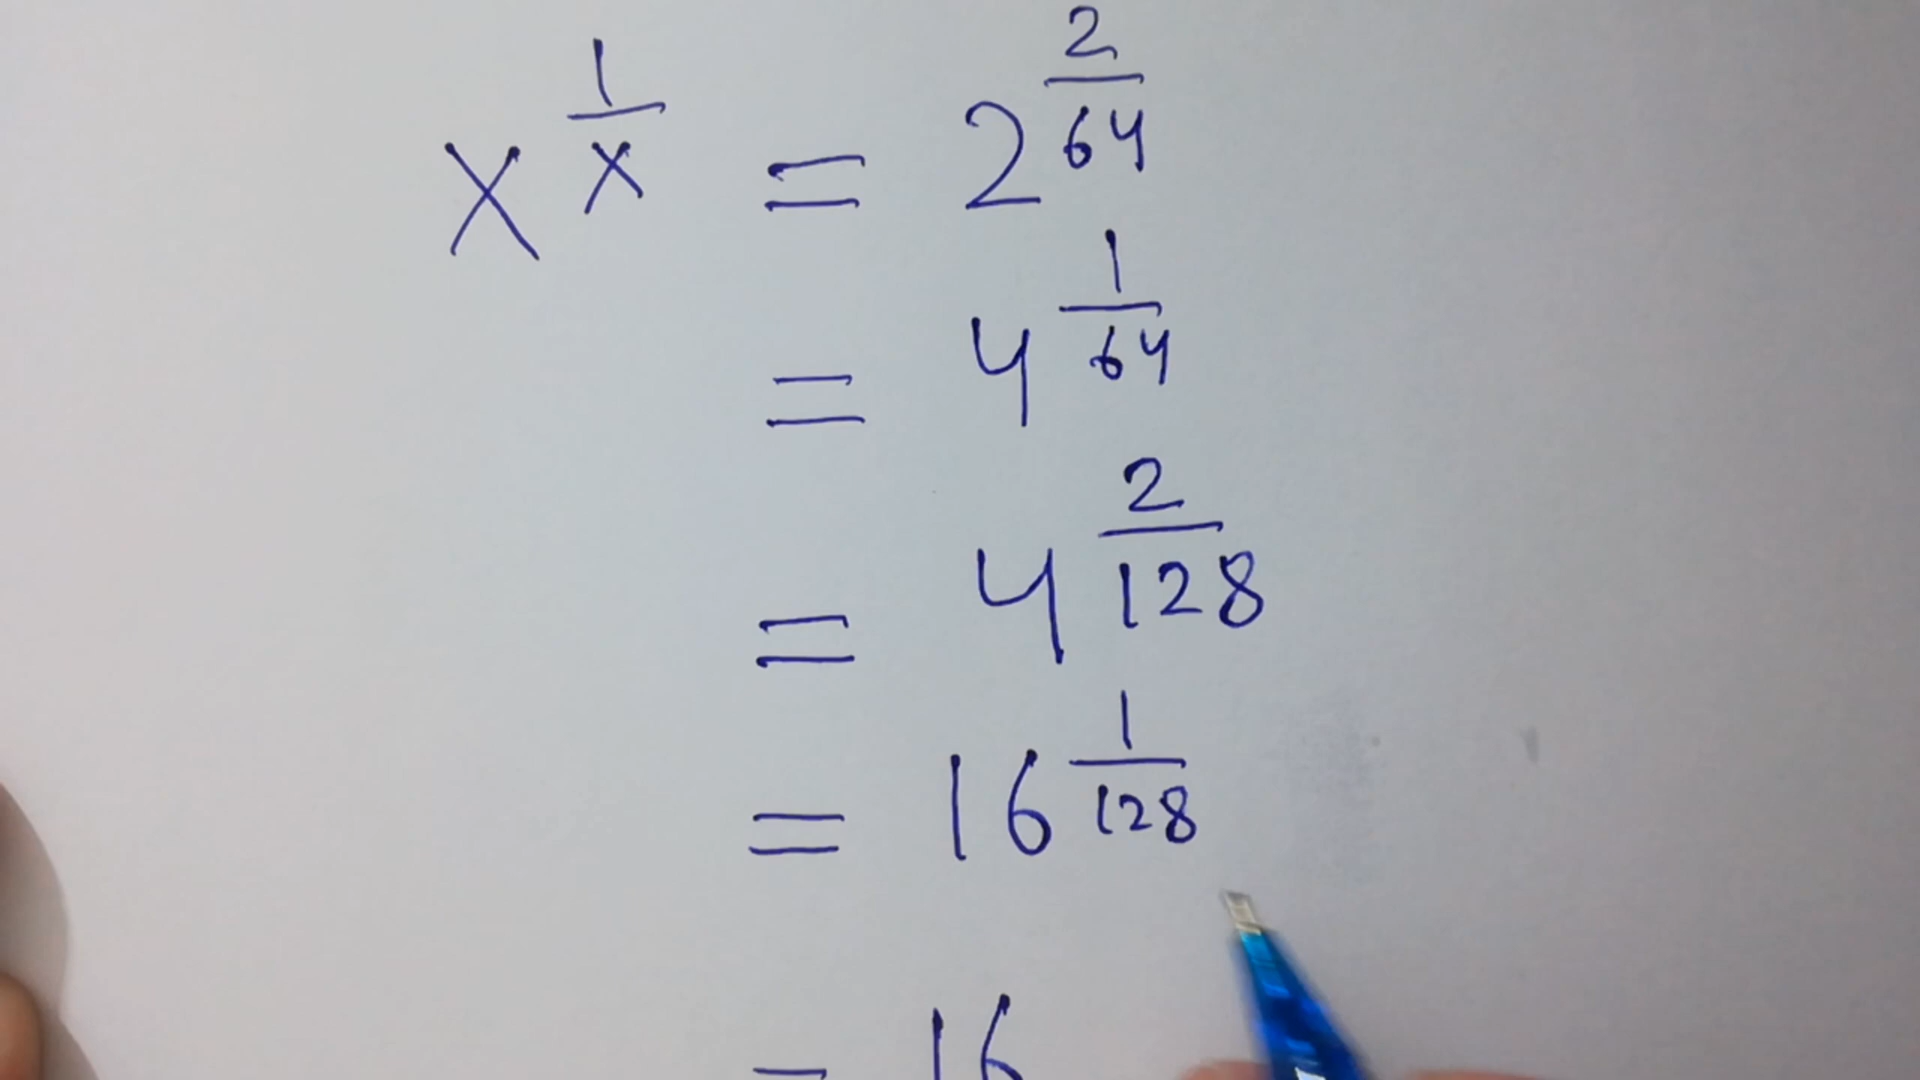 x^(1/x) = 2^(2/64)
= 4^(1/64)
= 4^(2/128)
= 16^(1/128)
= 16